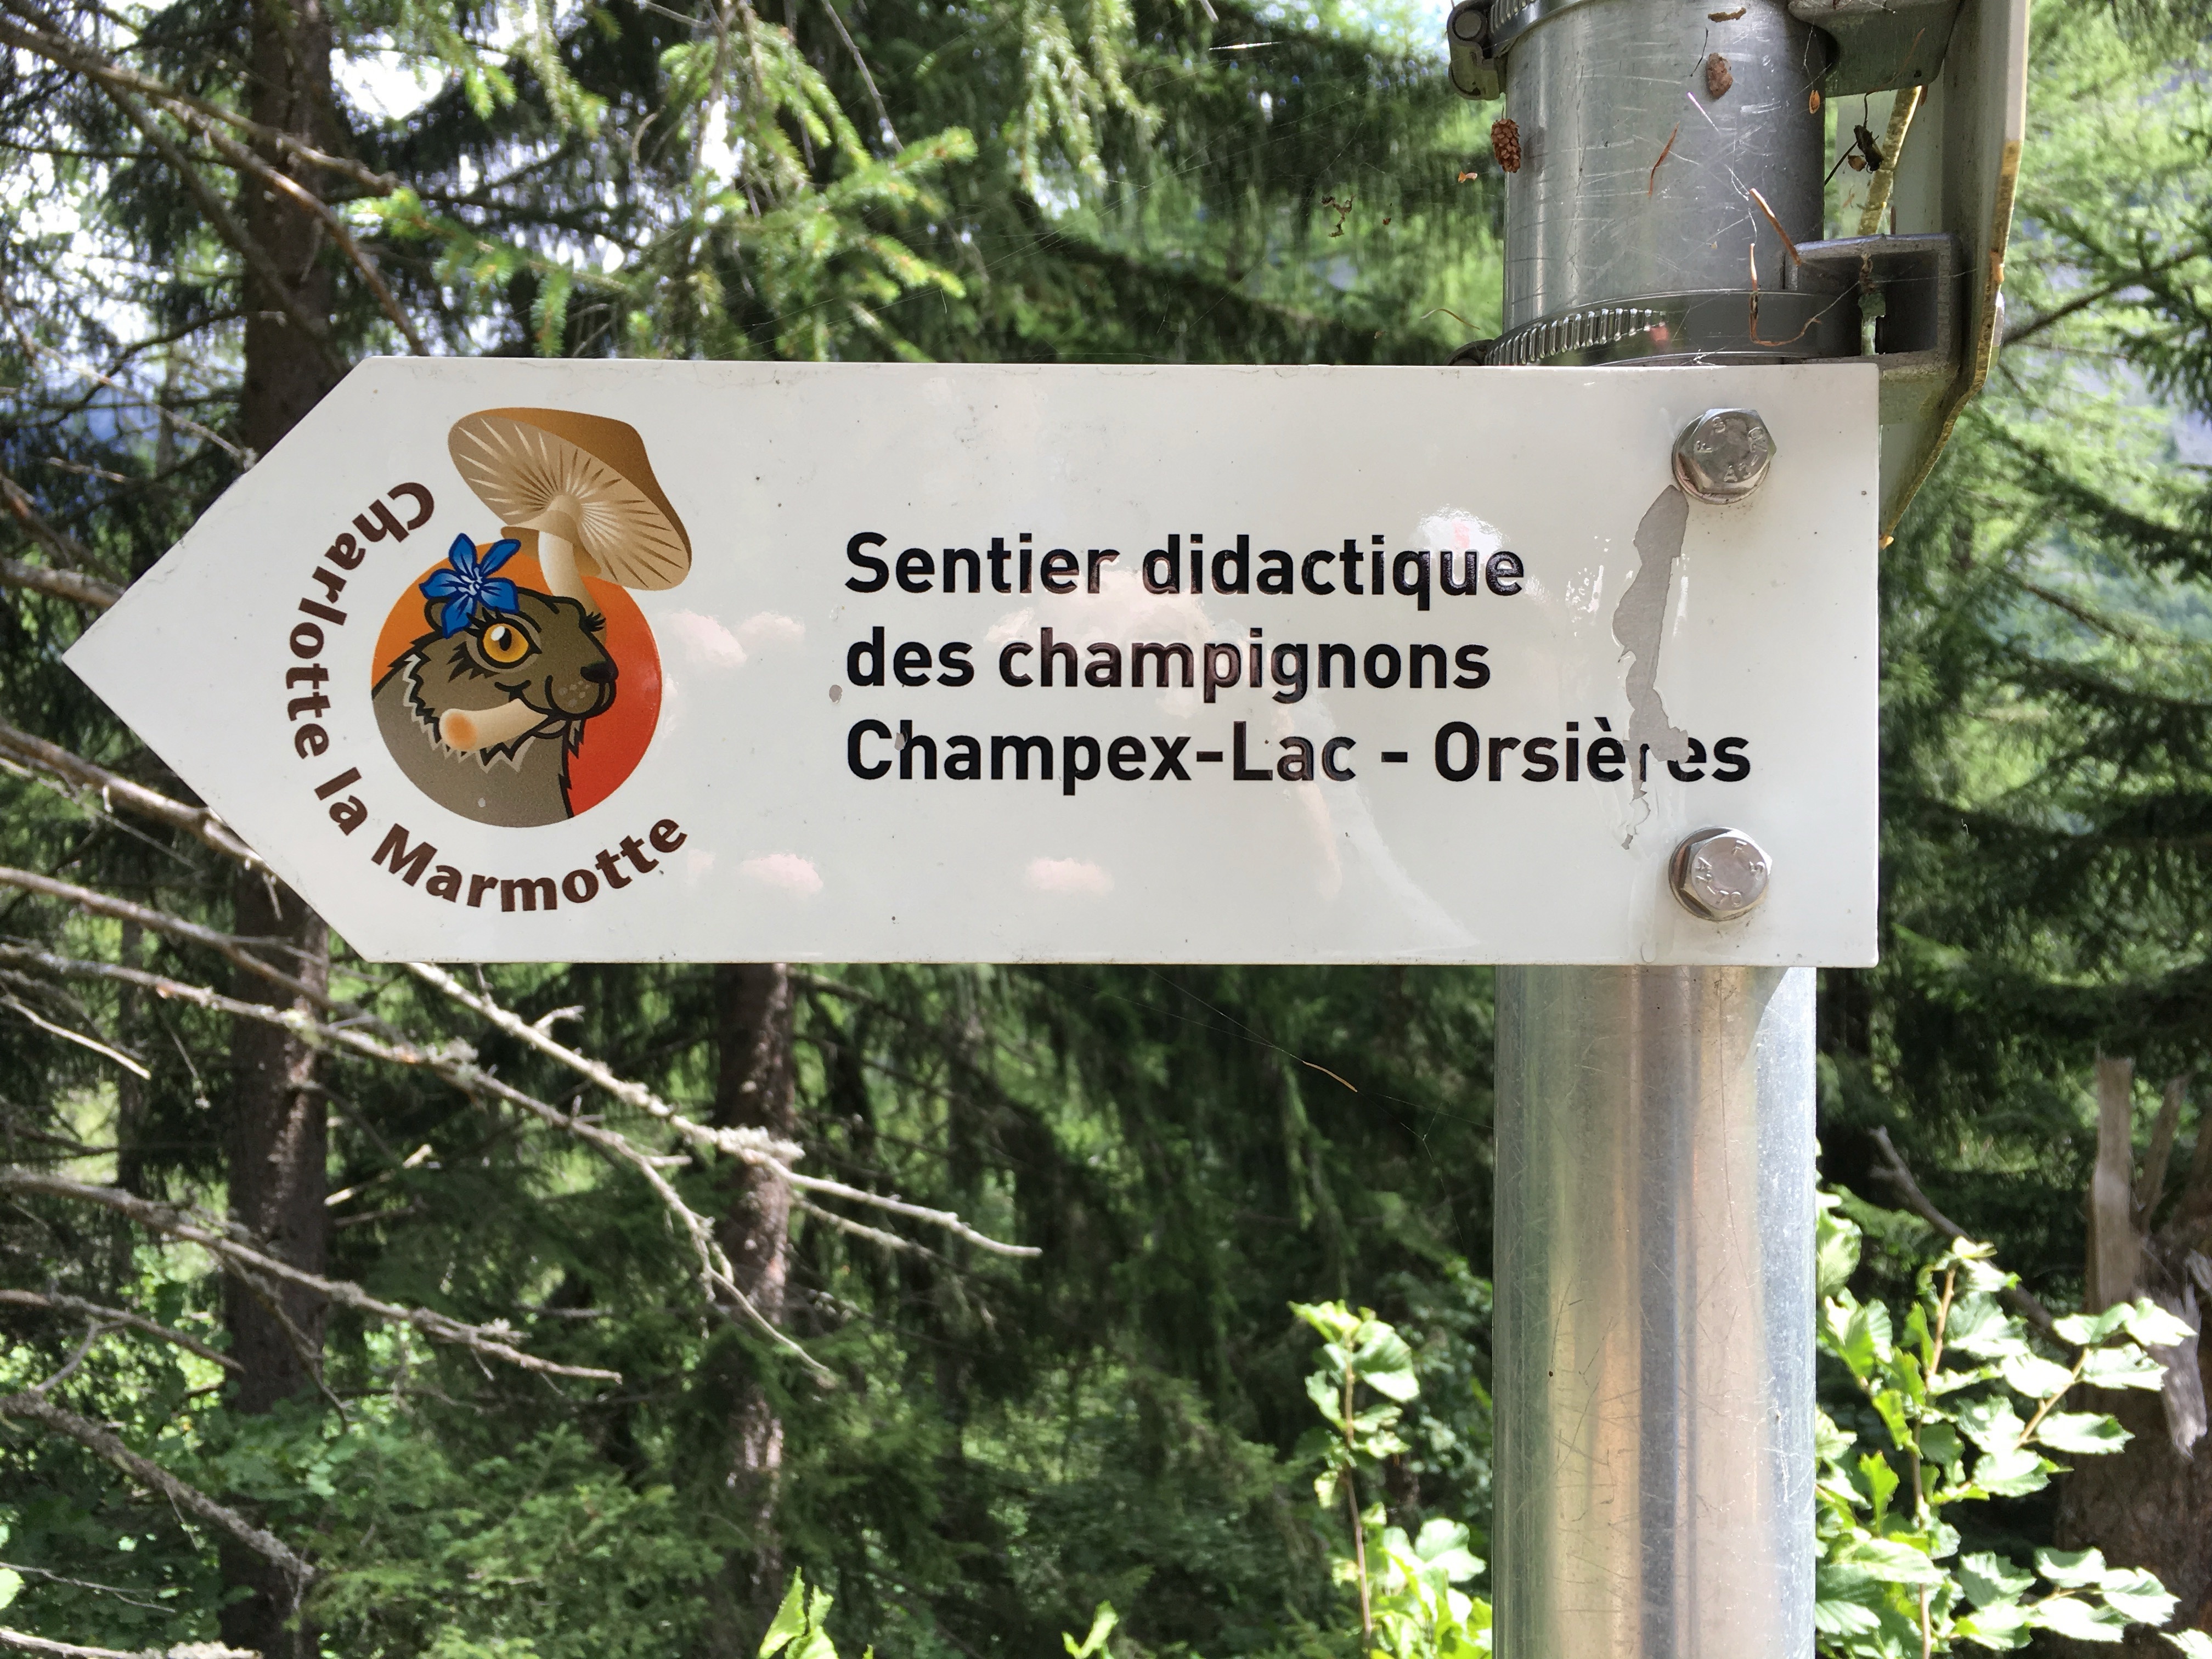 Charlotte la Marmotte
Sentier didactique
des champignons
Champex-Lac - Orsières